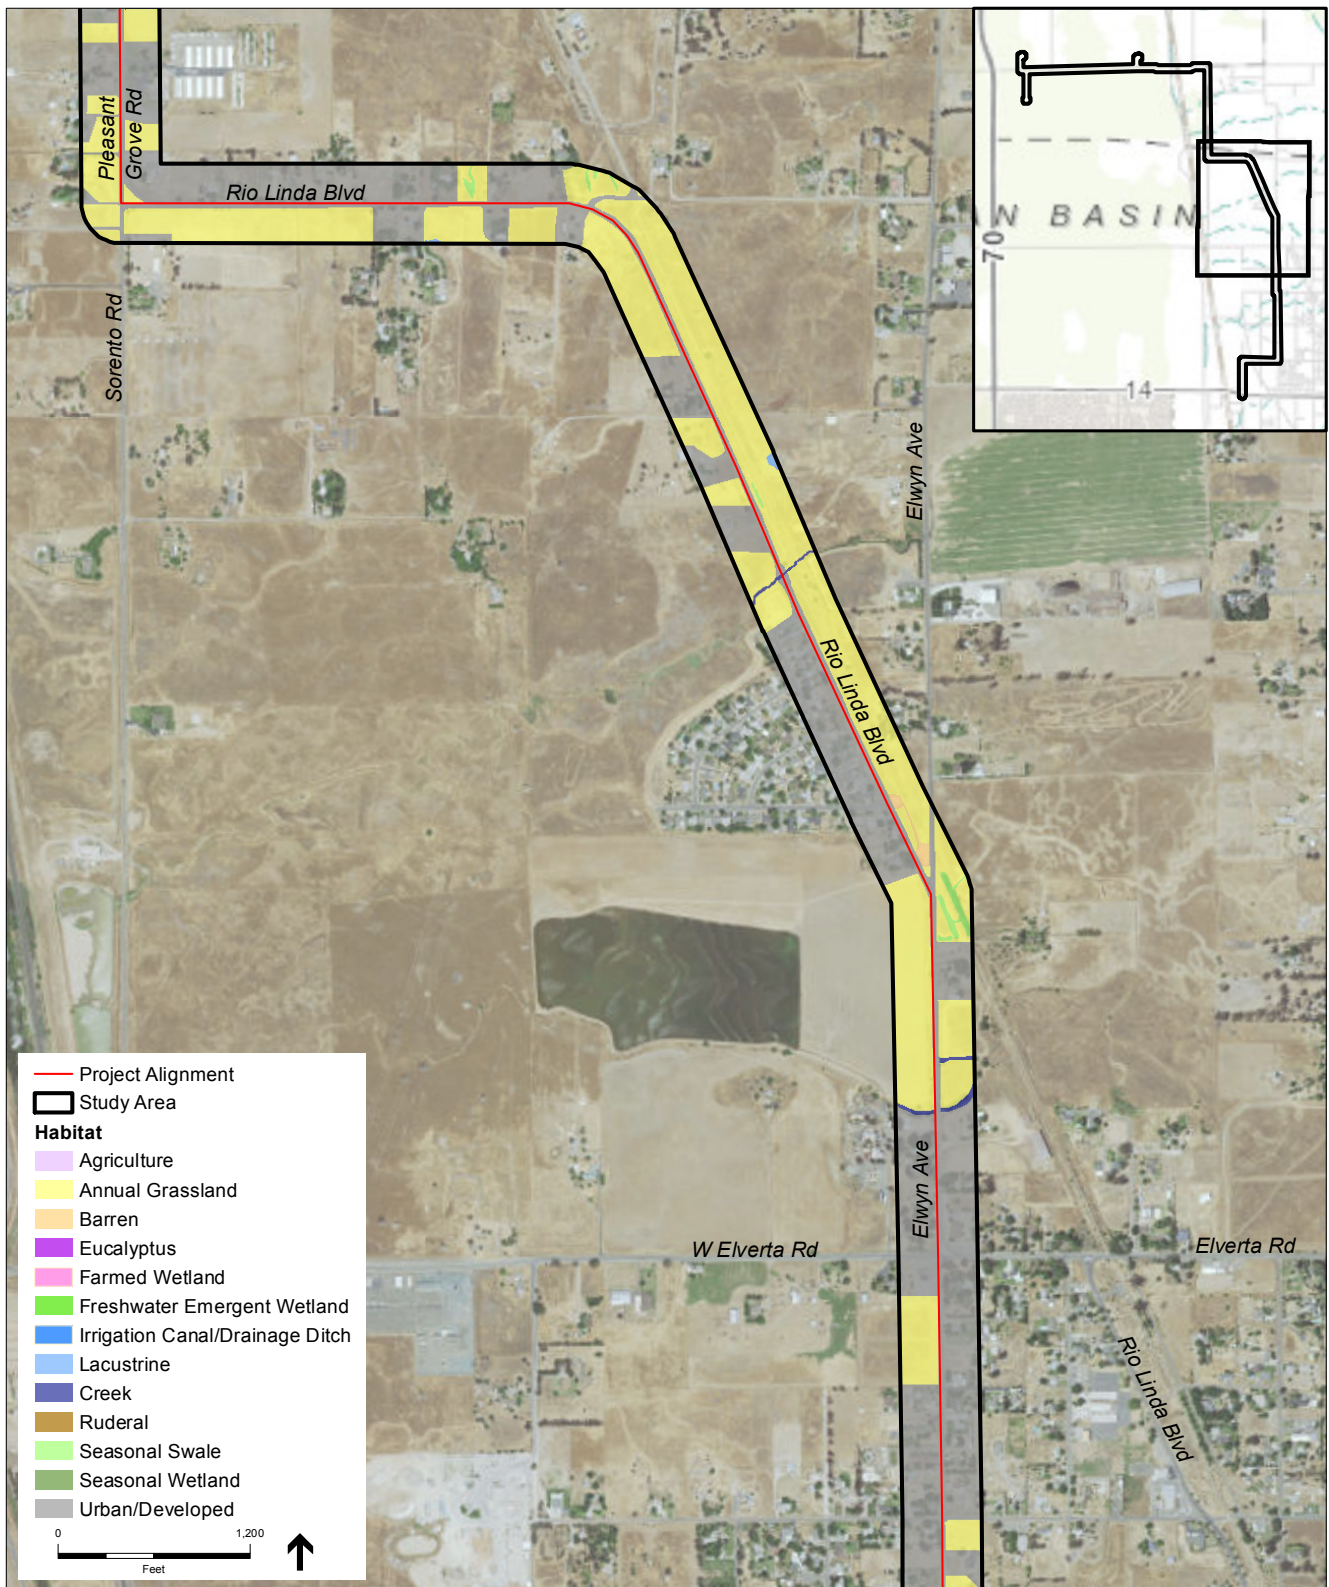 Pleasant
Grove Rd
Rio Linda Blvd
Sorento Rd
AN BASIN
70
14
Elwyn Ave
Rio Linda Blvd
Elwyn Ave
W Elverta Rd
Elverta Rd
Rio Linda Blvd
Project Alignment
Study Area
Habitat
Agriculture
Annual Grassland
Barren
Eucalyptus
Farmed Wetland
Freshwater Emergent Wetland
Irrigation Canal/Drainage Ditch
Lacustrine
Creek
Ruderal
Seasonal Swale
Seasonal Wetland
Urban/Developed
0 1,200
Feet